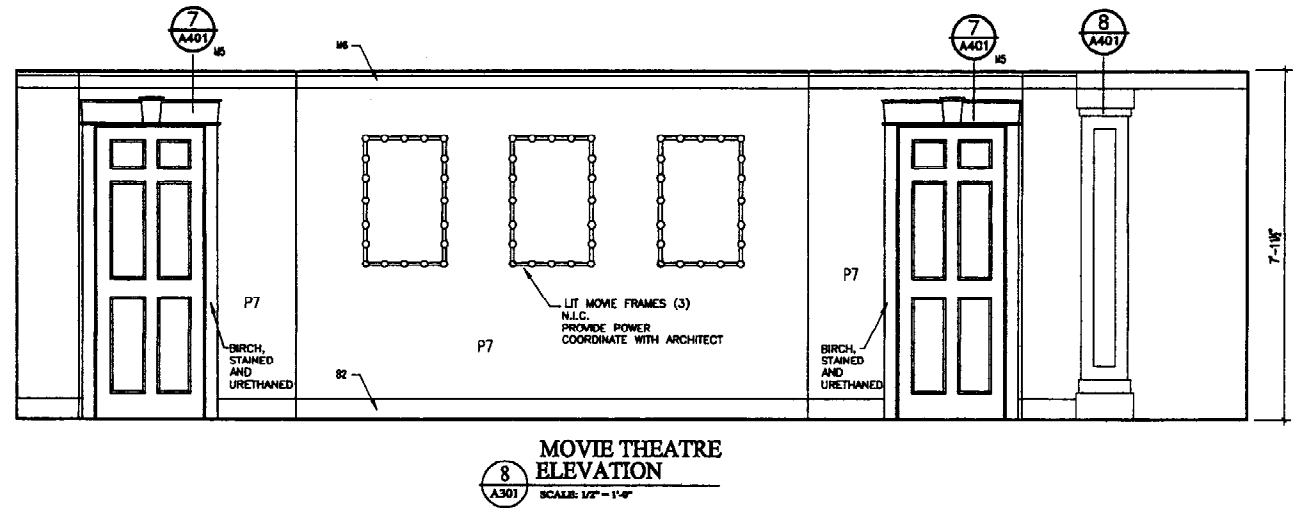 7
A401
M5
7
A401
M5
8
A401
M6
7'-11½"
P7
P7
P7
LIT MOVIE FRAMES (3)
N.I.C.
PROVIDE POWER
COORDINATE WITH ARCHITECT
BIRCH,
STAINED
AND
URETHANED
BIRCH,
STAINED
AND
URETHANED
B2
MOVIE THEATRE
ELEVATION
8
A301
SCALE: 1/2" = 1'-0"